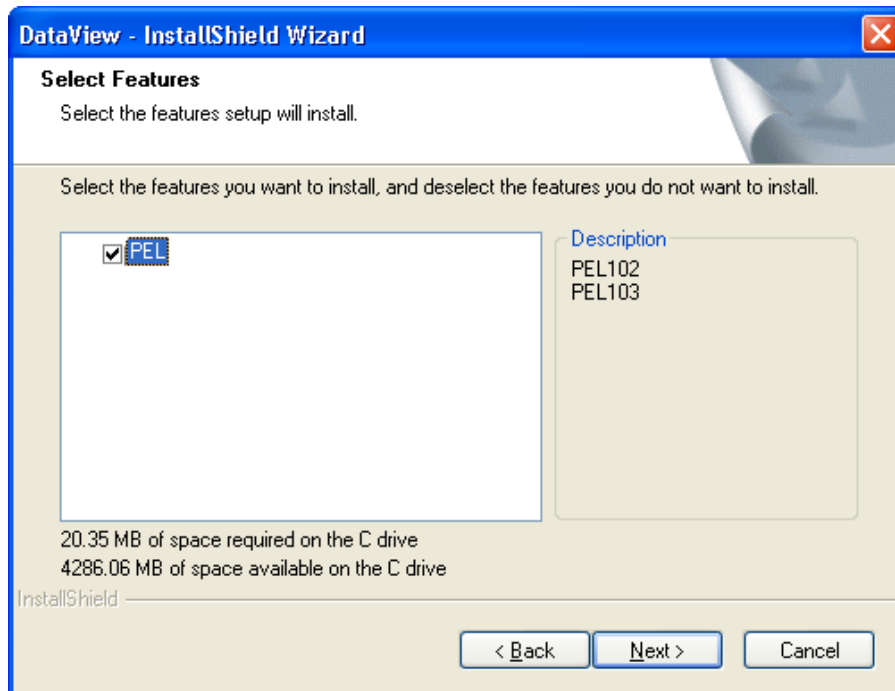 DataView - InstallShield Wizard
Select Features
Select the features setup will install.
Select the features you want to install, and deselect the features you do not want to install.
PEL
Description
PEL102
PEL103
20.35 MB of space required on the C drive
4286.06 MB of space available on the C drive
InstallShield
< Back
Next >
Cancel